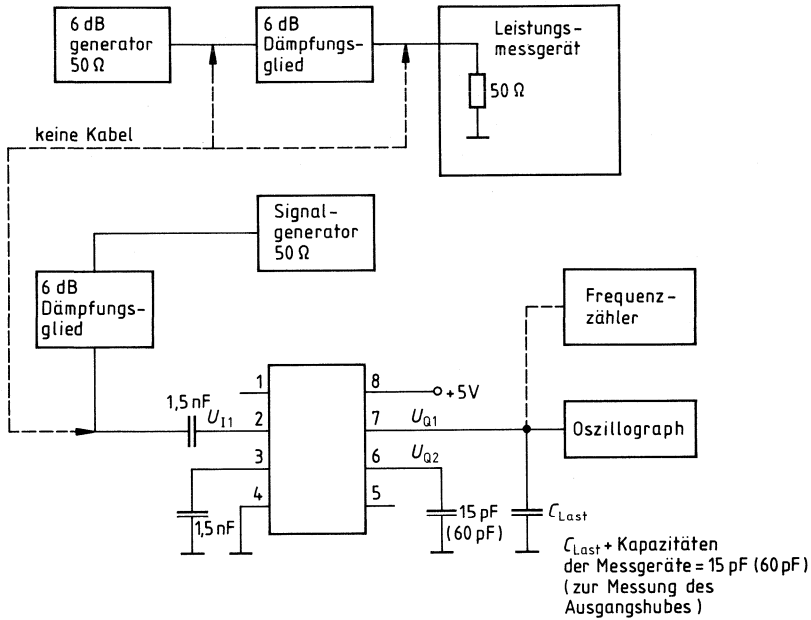 6 dB
generator
50 Ω
6 dB
Dämpfungs-
glied
Leistungs-
messgerät
50 Ω
keine Kabel
Signal-
generator
50 Ω
6 dB
Dämpfungs-
glied
Frequenz-
zähler
1,5 nF
U_I1
1
2
3
4
8
7
6
5
+5V
U_Q1
U_Q2
Oszillograph
1,5 nF
15 pF
(60 pF)
C_Last
C_Last + Kapazitäten
der Messgeräte = 15 pF (60 pF)
(zur Messung des
Ausgangshubes)